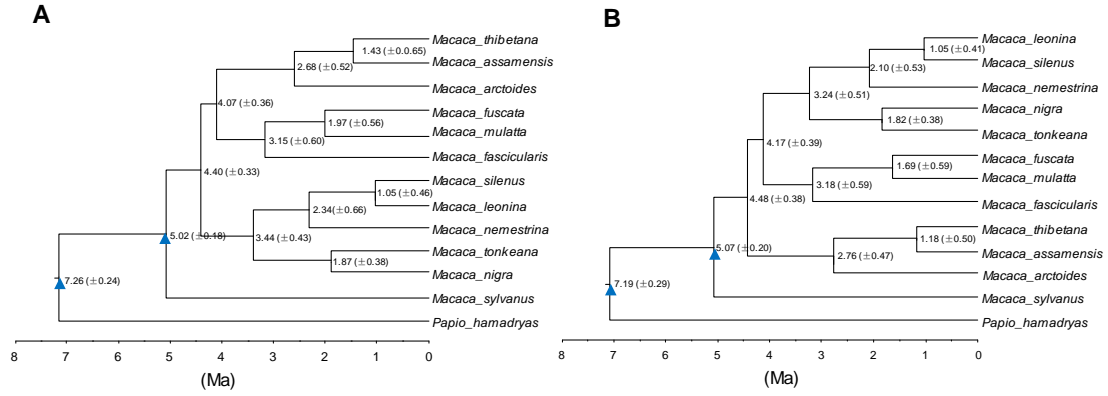 A
Macaca_thibetana
1.43 (±0.0.65)
Macaca_assamensis
2.68 (±0.52)
Macaca_arctoides
4.07 (±0.36)
Macaca_fuscata
1.97 (±0.56)
Macaca_mulatta
3.15 (±0.60)
Macaca_fascicularis
4.40 (±0.33)
Macaca_silenus
1.05 (±0.46)
Macaca_leonina
2.34(±0.66)
Macaca_nemestrina
5.02 (±0.18)
3.44 (±0.43)
Macaca_tonkeana
1.87 (±0.38)
Macaca_nigra
7.26 (±0.24)
Macaca_sylvanus
Papio_hamadryas
8 7 6 5 4 3 2 1 0
(Ma)
B
Macaca_leonina
1.05 (±0.41)
Macaca_silenus
2.10 (±0.53)
Macaca_nemestrina
3.24 (±0.51)
Macaca_nigra
1.82 (±0.38)
Macaca_tonkeana
4.17 (±0.39)
Macaca_fuscata
1.69 (±0.59)
Macaca_mulatta
3.18 (±0.59)
4.48 (±0.38)
Macaca_fascicularis
Macaca_thibetana
1.18 (±0.50)
5.07 (±0.20)
Macaca_assamensis
2.76 (±0.47)
Macaca_arctoides
7.19 (±0.29)
Macaca_sylvanus
Papio_hamadryas
8 7 6 5 4 3 2 1 0
(Ma)